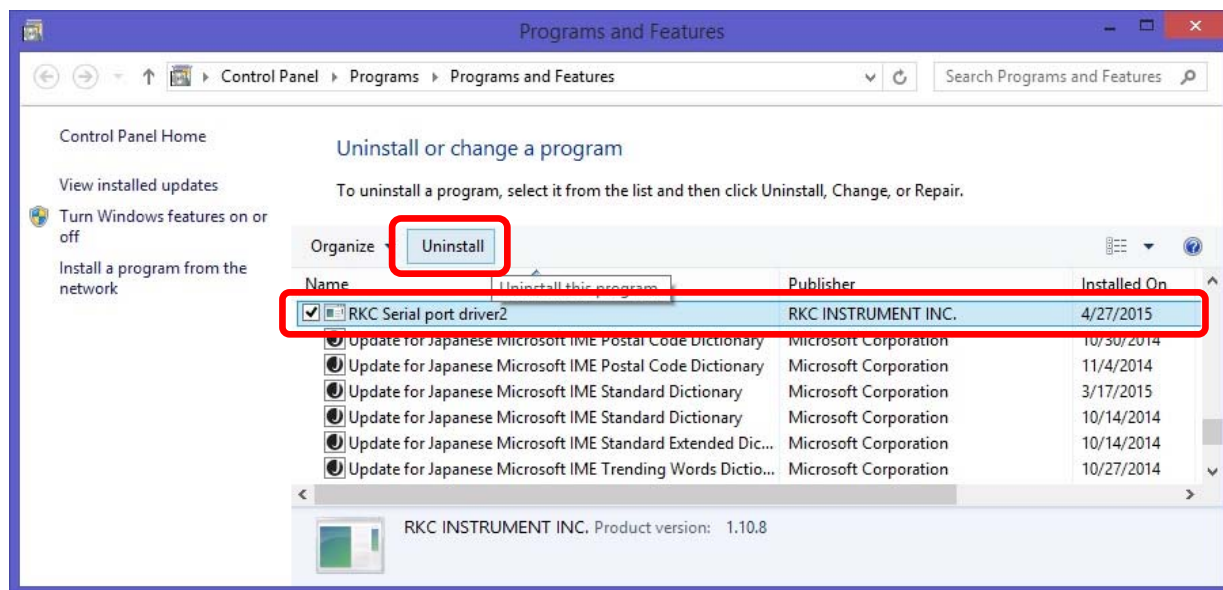 Programs and Features
Control Panel Programs Programs and Features
Search Programs and Features
Control Panel Home
View installed updates
Turn Windows features on or
off
Install a program from the
network
Uninstall or change a program
To uninstall a program, select it from the list and then click Uninstall, Change, or Repair.
Organize Uninstall
Uninstall this program
Name Publisher Installed On
RKC Serial port driver2 RKC INSTRUMENT INC. 4/27/2015
Update for Japanese Microsoft IME Postal Code Dictionary Microsoft Corporation 10/30/2014
Update for Japanese Microsoft IME Postal Code Dictionary Microsoft Corporation 11/4/2014
Update for Japanese Microsoft IME Standard Dictionary Microsoft Corporation 3/17/2015
Update for Japanese Microsoft IME Standard Dictionary Microsoft Corporation 10/14/2014
Update for Japanese Microsoft IME Standard Extended Dic... Microsoft Corporation 10/14/2014
Update for Japanese Microsoft IME Trending Words Dictio... Microsoft Corporation 10/27/2014
RKC INSTRUMENT INC. Product version: 1.10.8